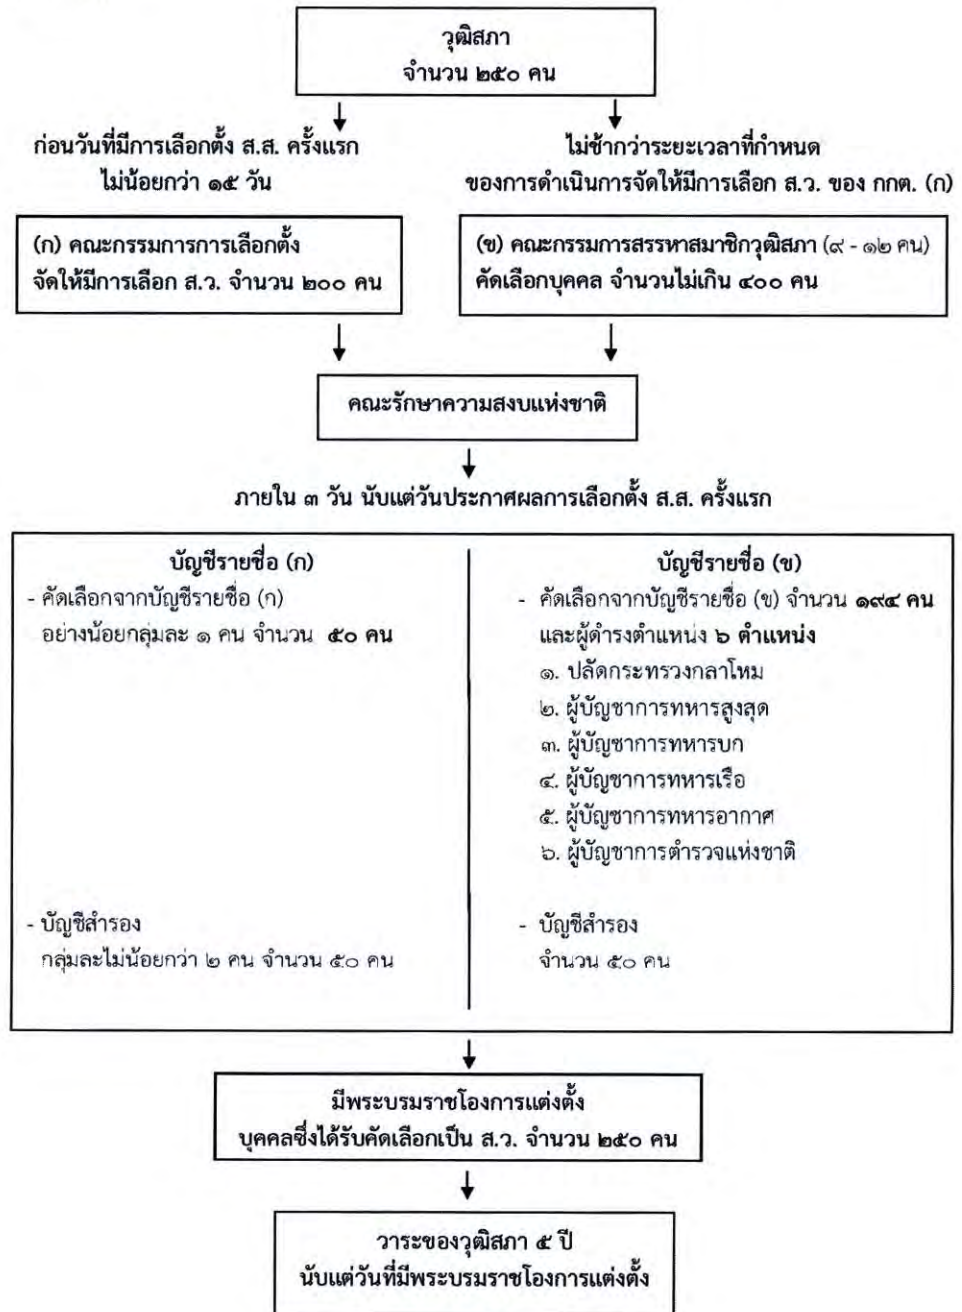 วุฒิสภา
จำนวน ๒๕๐ คน
ก่อนวันที่มีการเลือกตั้ง ส.ส. ครั้งแรก
ไม่น้อยกว่า ๑๕ วัน
ไม่ช้ากว่าระยะเวลาที่กำหนด
ของการดำเนินการจัดให้มีการเลือก ส.ว. ของ กกต. (ก)
(ก) คณะกรรมการการเลือกตั้ง
จัดให้มีการเลือก ส.ว. จำนวน ๒๐๐ คน
(ข) คณะกรรมการสรรหาสมาชิกวุฒิสภา (๙ - ๑๒ คน)
คัดเลือกบุคคล จำนวนไม่เกิน ๔๐๐ คน
คณะรักษาความสงบแห่งชาติ
ภายใน ๓ วัน นับแต่วันประกาศผลการเลือกตั้ง ส.ส. ครั้งแรก
บัญชีรายชื่อ (ก)
- คัดเลือกจากบัญชีรายชื่อ (ก)
อย่างน้อยกลุ่มละ ๑ คน จำนวน ๕๐ คน
- บัญชีสำรอง
กลุ่มละไม่น้อยกว่า ๒ คน จำนวน ๕๐ คน
บัญชีรายชื่อ (ข)
- คัดเลือกจากบัญชีรายชื่อ (ข) จำนวน ๑๙๔ คน
และผู้ดำรงตำแหน่ง ๖ ตำแหน่ง
๑. ปลัดกระทรวงกลาโหม
๒. ผู้บัญชาการทหารสูงสุด
๓. ผู้บัญชาการทหารบก
๔. ผู้บัญชาการทหารเรือ
๕. ผู้บัญชาการทหารอากาศ
๖. ผู้บัญชาการตำรวจแห่งชาติ
- บัญชีสำรอง
จำนวน ๕๐ คน
มีพระบรมราชโองการแต่งตั้ง
บุคคลซึ่งได้รับคัดเลือกเป็น ส.ว. จำนวน ๒๕๐ คน
วาระของวุฒิสภา ๕ ปี
นับแต่วันที่มีพระบรมราชโองการแต่งตั้ง